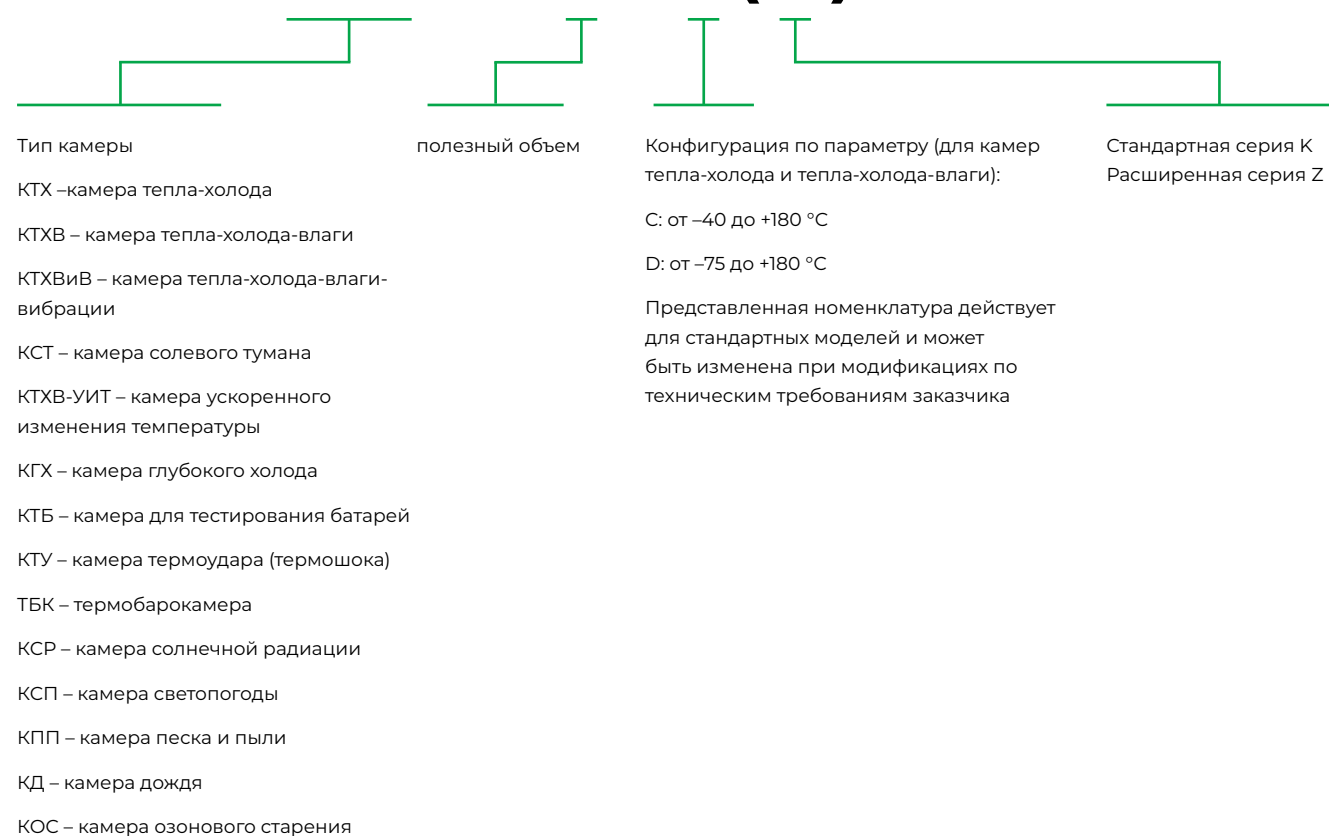 Тип камеры
КТХ –камера тепла-холода
КТХВ – камера тепла-холода-влаги
КТХВиВ – камера тепла-холода-влаги-
вибрации
КСТ – камера солевого тумана
КТХВ-УИТ – камера ускоренного
изменения температуры
КГХ – камера глубокого холода
КТБ – камера для тестирования батарей
КТУ – камера термоудара (термошока)
ТБК – термобарокамера
КСР – камера солнечной радиации
КСП – камера светопогоды
КПП – камера песка и пыли
КД – камера дождя
КОС – камера озонового старения
полезный объем
Конфигурация по параметру (для камер
тепла-холода и тепла-холода-влаги):
C: от –40 до +180 °C
D: от –75 до +180 °C
Представленная номенклатура действует
для стандартных моделей и может
быть изменена при модификациях по
техническим требованиям заказчика
Стандартная серия K
Расширенная серия Z